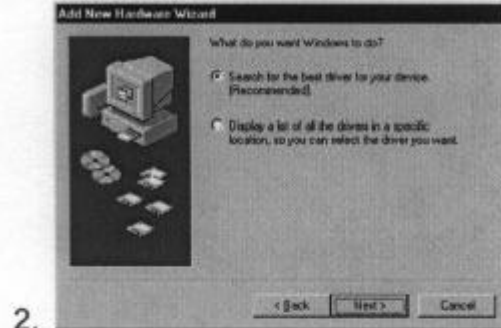 Add New Hardware Wizard
What do you want Windows to do?
Search for the best driver for your device.
(Recommended).
Display a list of all the drivers in a specific
location, so you can select the driver you want.
< Back Next > Cancel
2.